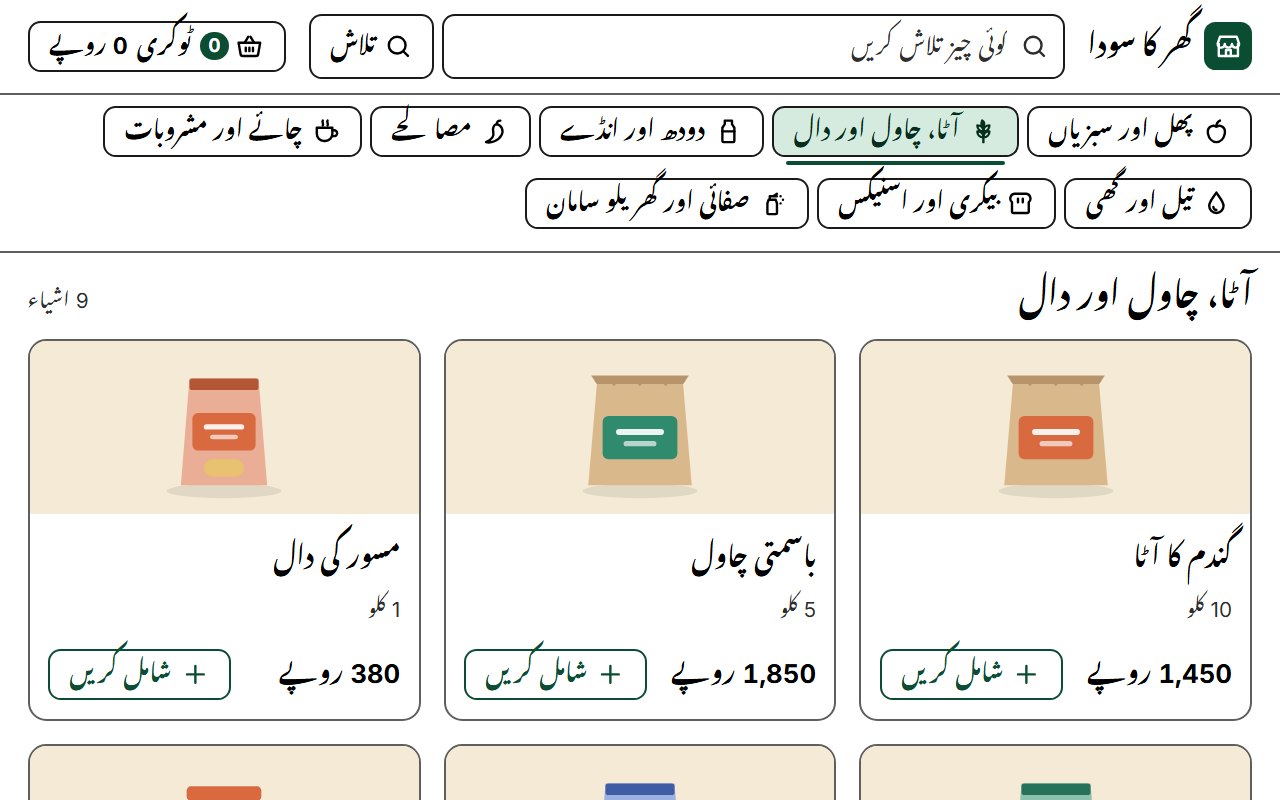 گھر کا سودا
کوئی چیز تلاش کریں
تلاش
0 ٹوکری 0 روپے
پھل اور سبزیاں
آٹا، چاول اور دال
دودھ اور انڈے
مصالحے
چائے اور مشروبات
تیل اور گھی
بیکری اور اسنیکس
صفائی اور گھریلو سامان
آٹا، چاول اور دال
9 اشیاء
گندم کا آٹا
10 کلو
1,450 روپے
شامل کریں
باسمتی چاول
5 کلو
1,850 روپے
شامل کریں
مسور کی دال
1 کلو
380 روپے
شامل کریں